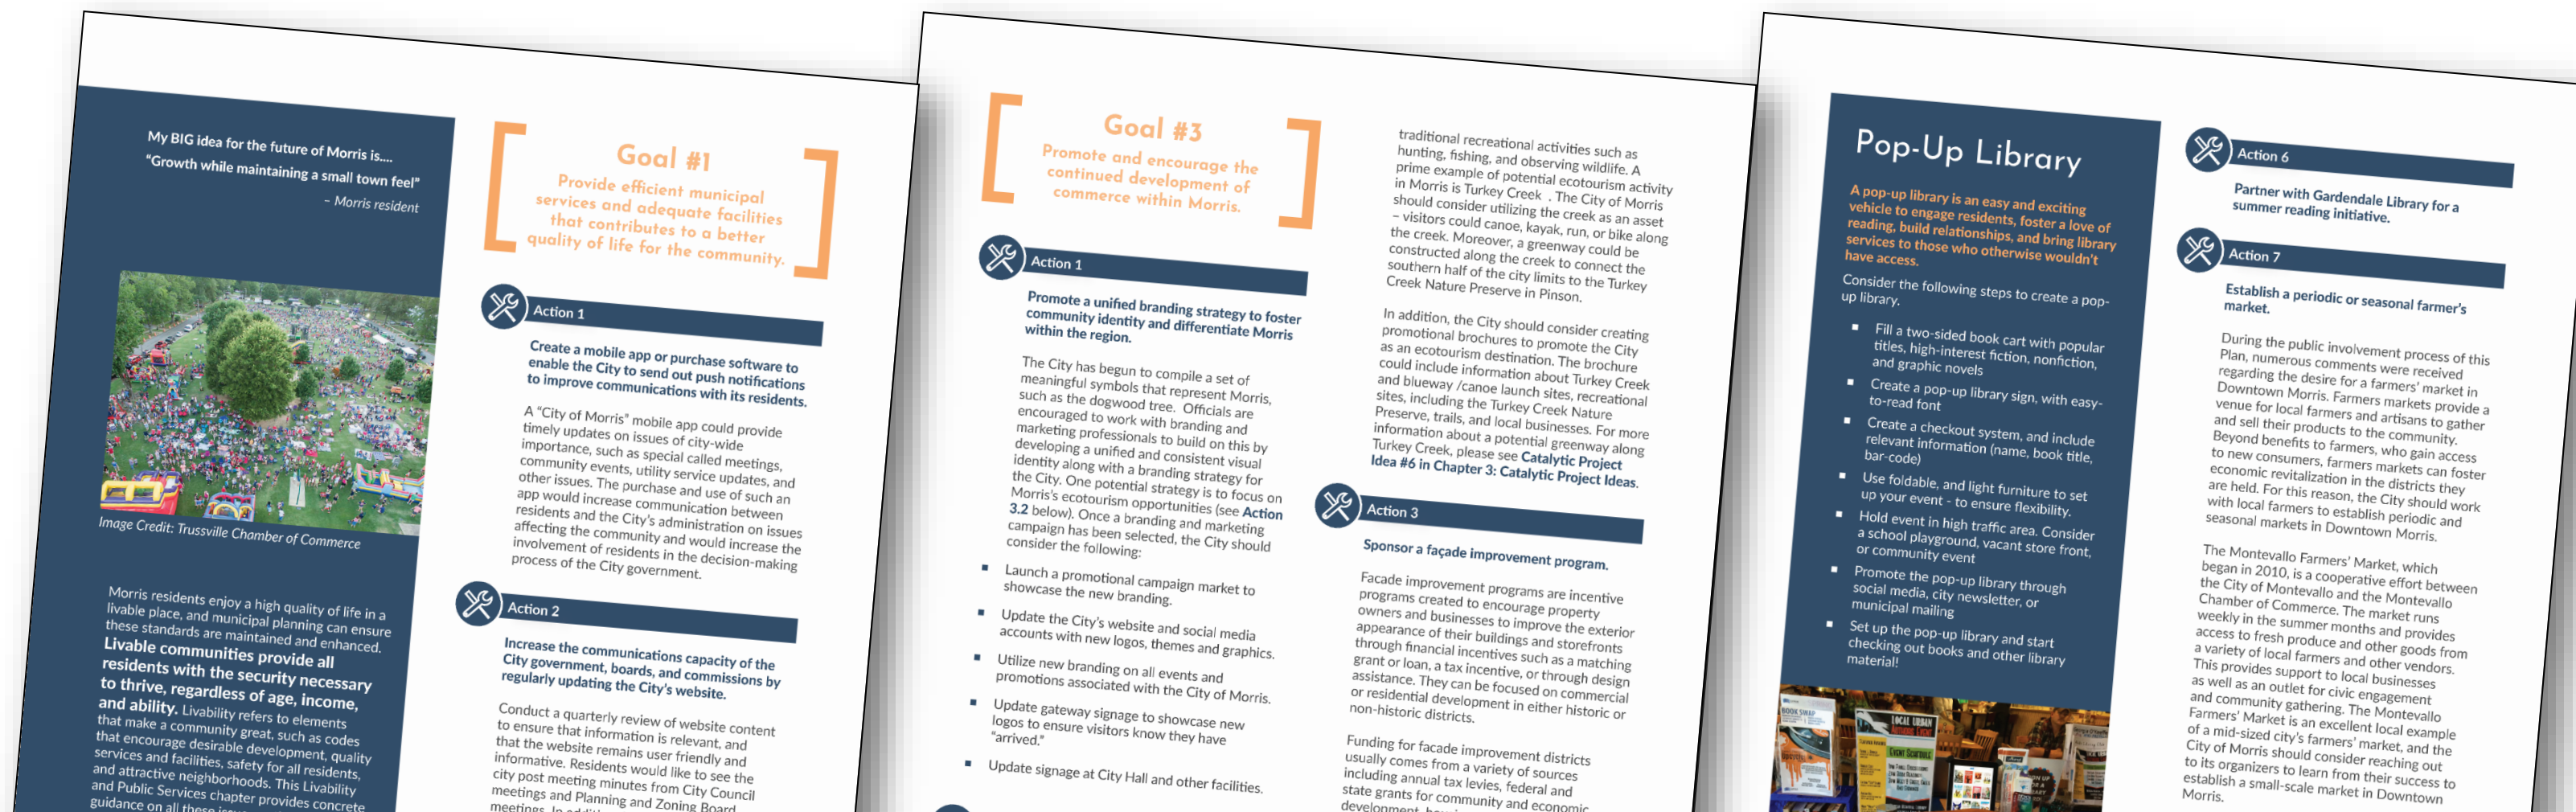 My BIG idea for the future of Morris is....
“Growth while maintaining a small town feel”
– Morris resident
Image Credit: Trussville Chamber of Commerce
Morris residents enjoy a high quality of life in a
livable place, and municipal planning can ensure
these standards are maintained and enhanced.
Livable communities provide all
residents with the security necessary
to thrive, regardless of age, income,
and ability. Livability refers to elements
that make a community great, such as codes
that encourage desirable development, quality
services and facilities, safety for all residents,
and attractive neighborhoods. This Livability
and Public Services chapter provides concrete
guidance on all these
Goal #1
Provide efficient municipal
services and adequate facilities
that contributes to a better
quality of life for the community.
Action 1
Create a mobile app or purchase software to
enable the City to send out push notifications
to improve communications with its residents.
A “City of Morris” mobile app could provide
timely updates on issues of city-wide
importance, such as special called meetings,
community events, utility service updates, and
other issues. The purchase and use of such an
app would increase communication between
residents and the City’s administration on issues
affecting the community and would increase the
involvement of residents in the decision-making
process of the City government.
Action 2
Increase the communications capacity of the
City government, boards, and commissions by
regularly updating the City’s website.
Conduct a quarterly review of website content
to ensure that information is relevant, and
that the website remains user friendly and
informative. Residents would like to see the
city post meeting minutes from City Council
meetings and Planning and Zoning Board
meetings. In
Goal #3
Promote and encourage the
continued development of
commerce within Morris.
Action 1
Promote a unified branding strategy to foster
community identity and differentiate Morris
within the region.
The City has begun to compile a set of
meaningful symbols that represent Morris,
such as the dogwood tree. Officials are
encouraged to work with branding and
marketing professionals to build on this by
developing a unified and consistent visual
identity along with a branding strategy for
the City. One potential strategy is to focus on
Morris’s ecotourism opportunities (see Action
3.2 below). Once a branding and marketing
campaign has been selected, the City should
consider the following:
▪ Launch a promotional campaign market to
showcase the new branding.
▪ Update the City’s website and social media
accounts with new logos, themes and graphics.
▪ Utilize new branding on all events and
promotions associated with the City of Morris.
▪ Update gateway signage to showcase new
logos to ensure visitors know they have
“arrived.”
▪ Update signage at City Hall and other facilities.
traditional recreational activities such as
hunting, fishing, and observing wildlife. A
prime example of potential ecotourism activity
in Morris is Turkey Creek . The City of Morris
should consider utilizing the creek as an asset
– visitors could canoe, kayak, run, or bike along
the creek. Moreover, a greenway could be
constructed along the creek to connect the
southern half of the city limits to the Turkey
Creek Nature Preserve in Pinson.
In addition, the City should consider creating
promotional brochures to promote the City
as an ecotourism destination. The brochure
could include information about Turkey Creek
and blueway /canoe launch sites, recreational
sites, including the Turkey Creek Nature
Preserve, trails, and local businesses. For more
information about a potential greenway along
Turkey Creek, please see Catalytic Project
Idea #6 in Chapter 3: Catalytic Project Ideas.
Action 3
Sponsor a façade improvement program.
Facade improvement programs are incentive
programs created to encourage property
owners and businesses to improve the exterior
appearance of their buildings and storefronts
through financial incentives such as a matching
grant or loan, a tax incentive, or through design
assistance. They can be focused on commercial
or residential development in either historic or
non-historic districts.
Funding for facade improvement districts
usually comes from a variety of sources
including annual tax levies, federal and
state grants for community and economic
development,
Pop-Up Library
A pop-up library is an easy and exciting
vehicle to engage residents, foster a love of
reading, build relationships, and bring library
services to those who otherwise wouldn’t
have access.
Consider the following steps to create a pop-
up library.
▪ Fill a two-sided book cart with popular
titles, high-interest fiction, nonfiction,
and graphic novels
▪ Create a pop-up library sign, with easy-
to-read font
▪ Create a checkout system, and include
relevant information (name, book title,
bar-code)
▪ Use foldable, and light furniture to set
up your event - to ensure flexibility.
▪ Hold event in high traffic area. Consider
a school playground, vacant store front,
or community event
▪ Promote the pop-up library through
social media, city newsletter, or
municipal mailing
▪ Set up the pop-up library and start
checking out books and other library
material!
BOOK SWAP
LOCAL URBAN
EVENT SCHEDULE
Action 6
Partner with Gardendale Library for a
summer reading initiative.
Action 7
Establish a periodic or seasonal farmer’s
market.
During the public involvement process of this
Plan, numerous comments were received
regarding the desire for a farmers’ market in
Downtown Morris. Farmers markets provide a
venue for local farmers and artisans to gather
and sell their products to the community.
Beyond benefits to farmers, who gain access
to new consumers, farmers markets can foster
economic revitalization in the districts they
are held. For this reason, the City should work
with local farmers to establish periodic and
seasonal markets in Downtown Morris.
The Montevallo Farmers’ Market, which
began in 2010, is a cooperative effort between
the City of Montevallo and the Montevallo
Chamber of Commerce. The market runs
weekly in the summer months and provides
access to fresh produce and other goods from
a variety of local farmers and other vendors.
This provides support to local businesses
as well as an outlet for civic engagement
and community gathering. The Montevallo
Farmers’ Market is an excellent local example
of a mid-sized city’s farmers’ market, and the
City of Morris should consider reaching out
to its organizers to learn from their success to
establish a small-scale market in Downtown
Morris.